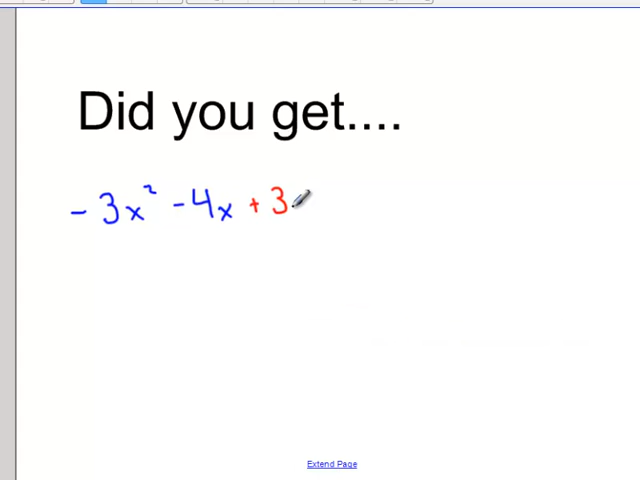 Did you get....
- 3x² - 4x + 3
Extend Page